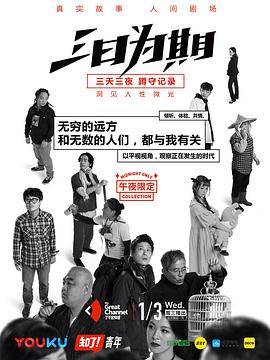 真实故事 人间剧场
三日为期
三天三夜 蹲守记录
洞见人性微光
倾听、体验、共情。
无穷的远方
和无数的人们，都与我有关
以平视视角，观察正在发生的时代
MIDNIGHT ONLY
午夜限定
COLLECTION
The
Great
Channel
1/3 Wed.
YOUKU
知了!青年